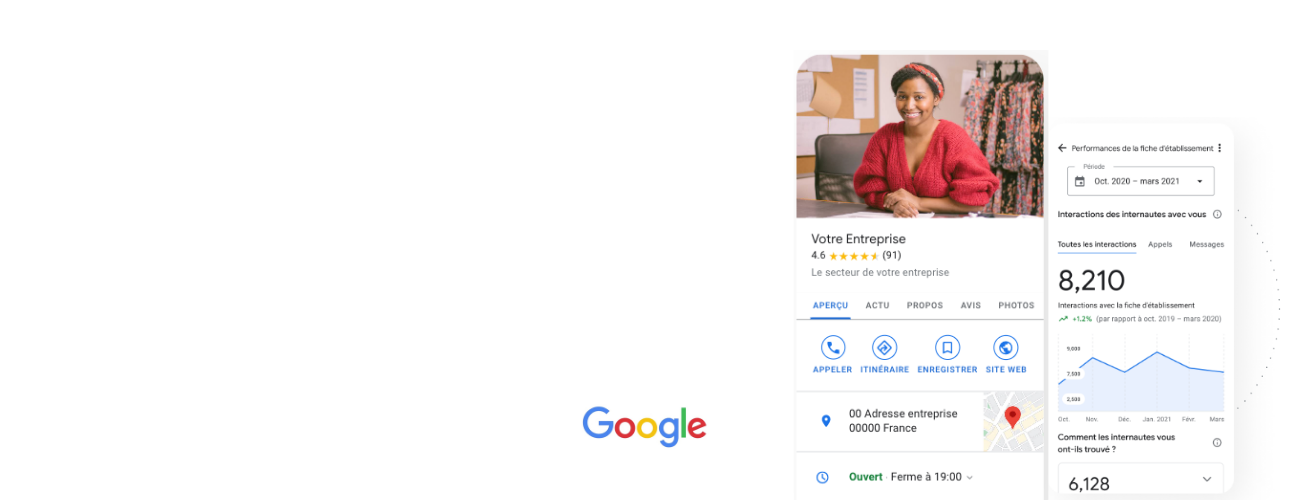 Google
Votre Entreprise
4.6 ★★★★★ (91)
Le secteur de votre entreprise
APERÇU ACTU PROPOS AVIS PHOTOS
APPELER ITINÉRAIRE ENREGISTRER SITE WEB
00 Adresse entreprise
00000 France
Ouvert · Ferme à 19:00
Performances de la fiche d'établissement
Période
Oct. 2020 – mars 2021
Interactions des internautes avec vous
Toutes les interactions Appels Messages
8,210
Interactions avec la fiche d'établissement
+1.2% (par rapport à oct. 2019 – mars 2020)
9,600
7,500
2,500
Oct. Nov. Déc. Jan. 2021 Févr. Mars
Comment les internautes vous
ont-ils trouvé ?
6,128